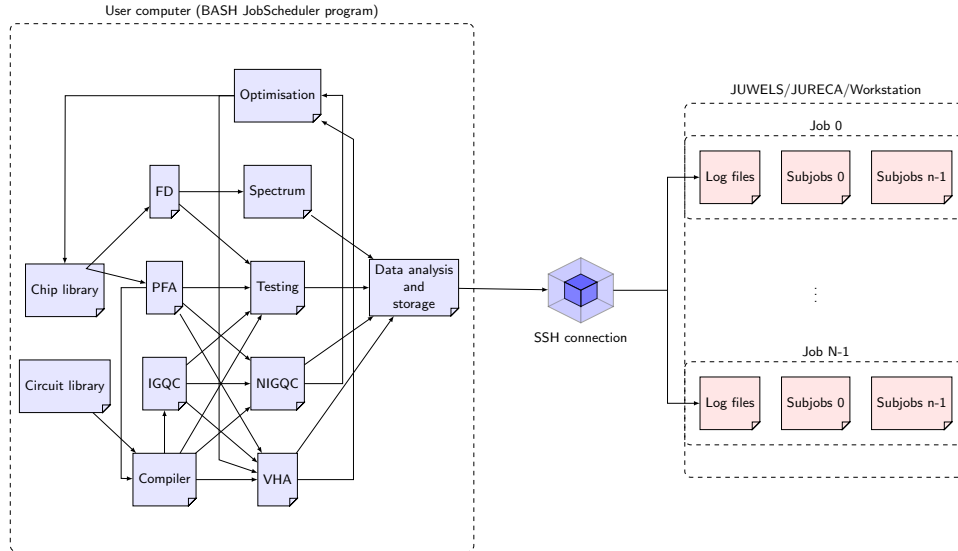 User computer (BASH JobScheduler program)
Optimisation
JUWELS/JURECA/Workstation
Job 0
Log files
Subjobs 0
Subjobs n-1
FD
Spectrum
Chip library
PFA
Testing
Data analysis
and
storage
SSH connection
Job N-1
Circuit library
IGQC
NIGQC
Log files
Subjobs 0
Subjobs n-1
Compiler
VHA